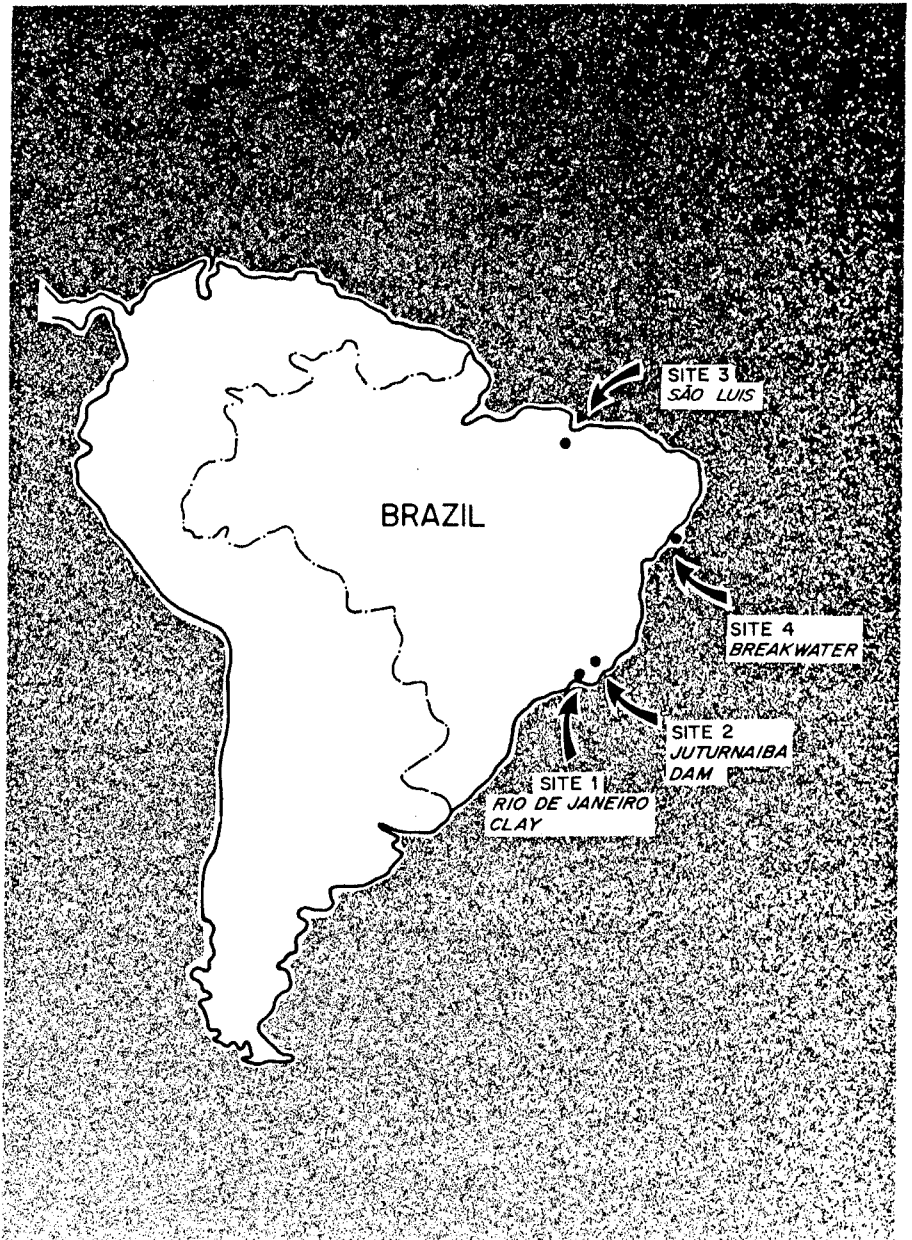 SITE 3
SÃO LUIS
BRAZIL
SITE 4
BREAKWATER
SITE 2
JUTURNAIBA
DAM
SITE 1
RIO DE JANEIRO
CLAY